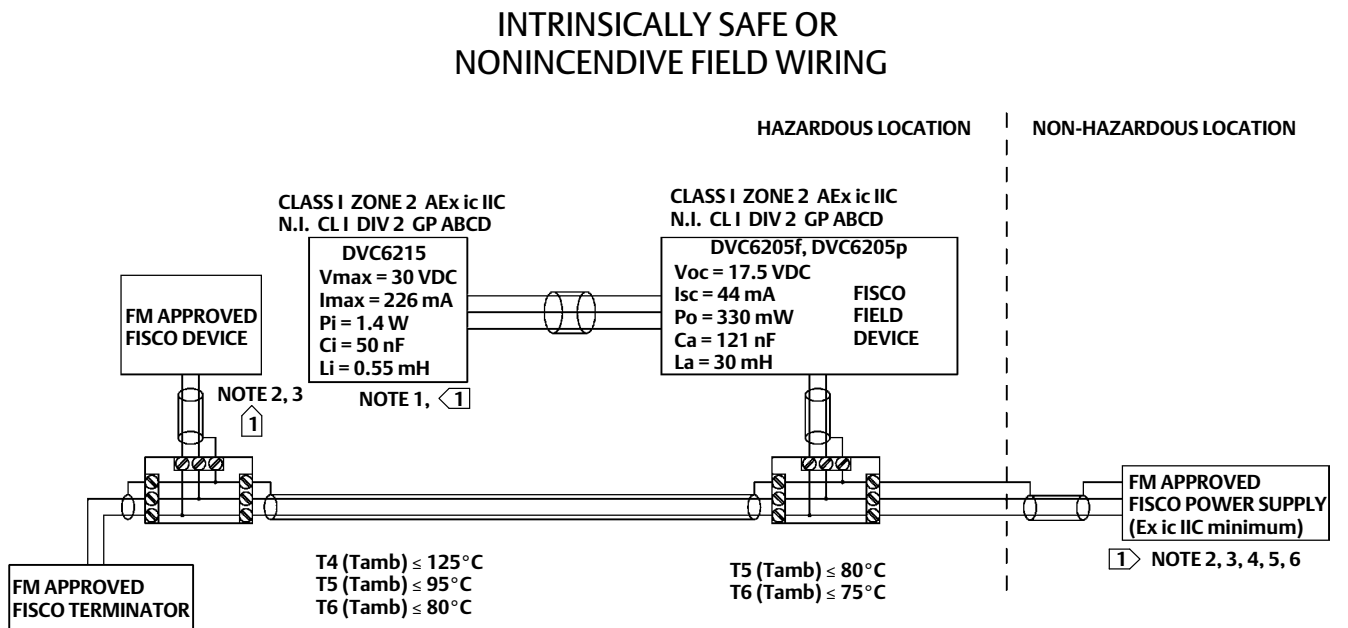 INTRINSICALLY SAFE OR
NONINCENDIVE FIELD WIRING
HAZARDOUS LOCATION
NON-HAZARDOUS LOCATION
CLASS I ZONE 2 AEx ic IIC
N.I. CL I DIV 2 GP ABCD
DVC6215
Vmax = 30 VDC
Imax = 226 mA
Pi = 1.4 W
Ci = 50 nF
Li = 0.55 mH
NOTE 1, 1
CLASS I ZONE 2 AEx ic IIC
N.I. CL I DIV 2 GP ABCD
DVC6205f, DVC6205p
Voc = 17.5 VDC
Isc = 44 mA
Po = 330 mW
Ca = 121 nF
La = 30 mH
FISCO
FIELD
DEVICE
FM APPROVED
FISCO DEVICE
NOTE 2, 3
1
FM APPROVED
FISCO POWER SUPPLY
(Ex ic IIC minimum)
1 NOTE 2, 3, 4, 5, 6
FM APPROVED
FISCO TERMINATOR
T4 (Tamb) ≤ 125°C
T5 (Tamb) ≤ 95°C
T6 (Tamb) ≤ 80°C
T5 (Tamb) ≤ 80°C
T6 (Tamb) ≤ 75°C